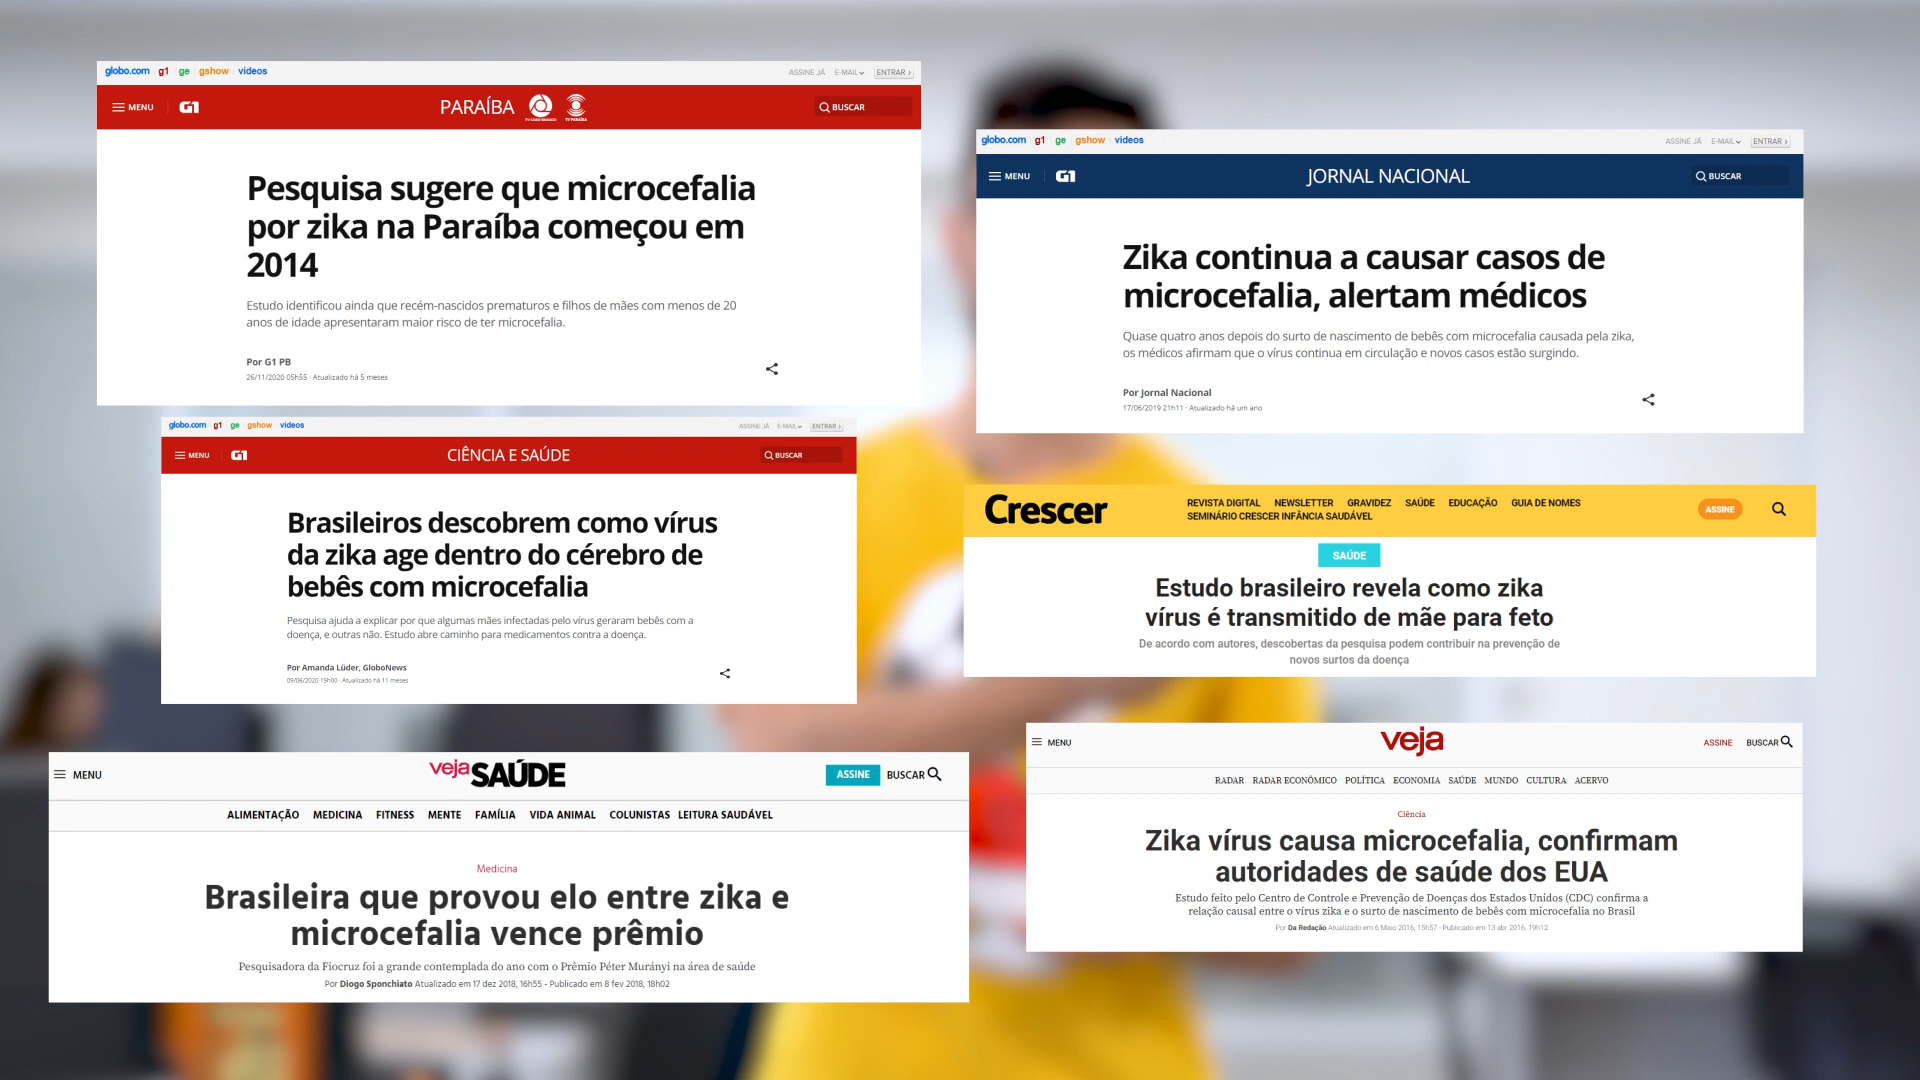 globo.com g1 ge gshow videos
ASSINE JÁ E-MAIL ENTRAR ›
MENU G1
PARAÍBA
TV CABO BRANCO TV PARAÍBA
BUSCAR
Pesquisa sugere que microcefalia
por zika na Paraíba começou em
2014
Estudo identificou ainda que recém-nascidos prematuros e filhos de mães com menos de 20
anos de idade apresentaram maior risco de ter microcefalia.
Por G1 PB
26/11/2020 05h55 · Atualizado há 5 meses
globo.com g1 ge gshow videos
ASSINE JÁ E-MAIL ENTRAR ›
MENU G1
JORNAL NACIONAL
BUSCAR
Zika continua a causar casos de
microcefalia, alertam médicos
Quase quatro anos depois do surto de nascimento de bebês com microcefalia causada pela zika,
os médicos afirmam que o vírus continua em circulação e novos casos estão surgindo.
Por Jornal Nacional
17/06/2019 21h11 · Atualizado há um ano
globo.com g1 ge gshow videos
ASSINE JÁ E-MAIL ENTRAR ›
MENU G1
CIÊNCIA E SAÚDE
BUSCAR
Brasileiros descobrem como vírus
da zika age dentro do cérebro de
bebês com microcefalia
Pesquisa ajuda a explicar por que algumas mães infectadas pelo vírus geraram bebês com a
doença, e outras não. Estudo abre caminho para medicamentos contra a doença.
Por Amanda Lüder, GloboNews
09/06/2020 15h00 · Atualizado há 11 meses
Crescer
REVISTA DIGITAL NEWSLETTER GRAVIDEZ SAÚDE EDUCAÇÃO GUIA DE NOMES
SEMINÁRIO CRESCER INFÂNCIA SAUDÁVEL
ASSINE
SAÚDE
Estudo brasileiro revela como zika
vírus é transmitido de mãe para feto
De acordo com autores, descobertas da pesquisa podem contribuir na prevenção de
novos surtos da doença
MENU
veja SAÚDE
ASSINE BUSCAR
ALIMENTAÇÃO MEDICINA FITNESS MENTE FAMÍLIA VIDA ANIMAL COLUNISTAS LEITURA SAUDÁVEL
Medicina
Brasileira que provou elo entre zika e
microcefalia vence prêmio
Pesquisadora da Fiocruz foi a grande contemplada do ano com o Prêmio Péter Murányi na área de saúde
Por Diogo Sponchiato Atualizado em 17 dez 2018, 16h55 - Publicado em 8 fev 2018, 18h02
MENU
veja
ASSINE BUSCAR
RADAR RADAR ECONÔMICO POLÍTICA ECONOMIA SAÚDE MUNDO CULTURA ACERVO
Ciência
Zika vírus causa microcefalia, confirmam
autoridades de saúde dos EUA
Estudo feito pelo Centro de Controle e Prevenção de Doenças dos Estados Unidos (CDC) confirma a
relação causal entre o vírus zika e o surto de nascimento de bebês com microcefalia no Brasil
Por Da Redação Atualizado em 6 Maio 2016, 15h57 - Publicado em 13 abr 2016, 19h12